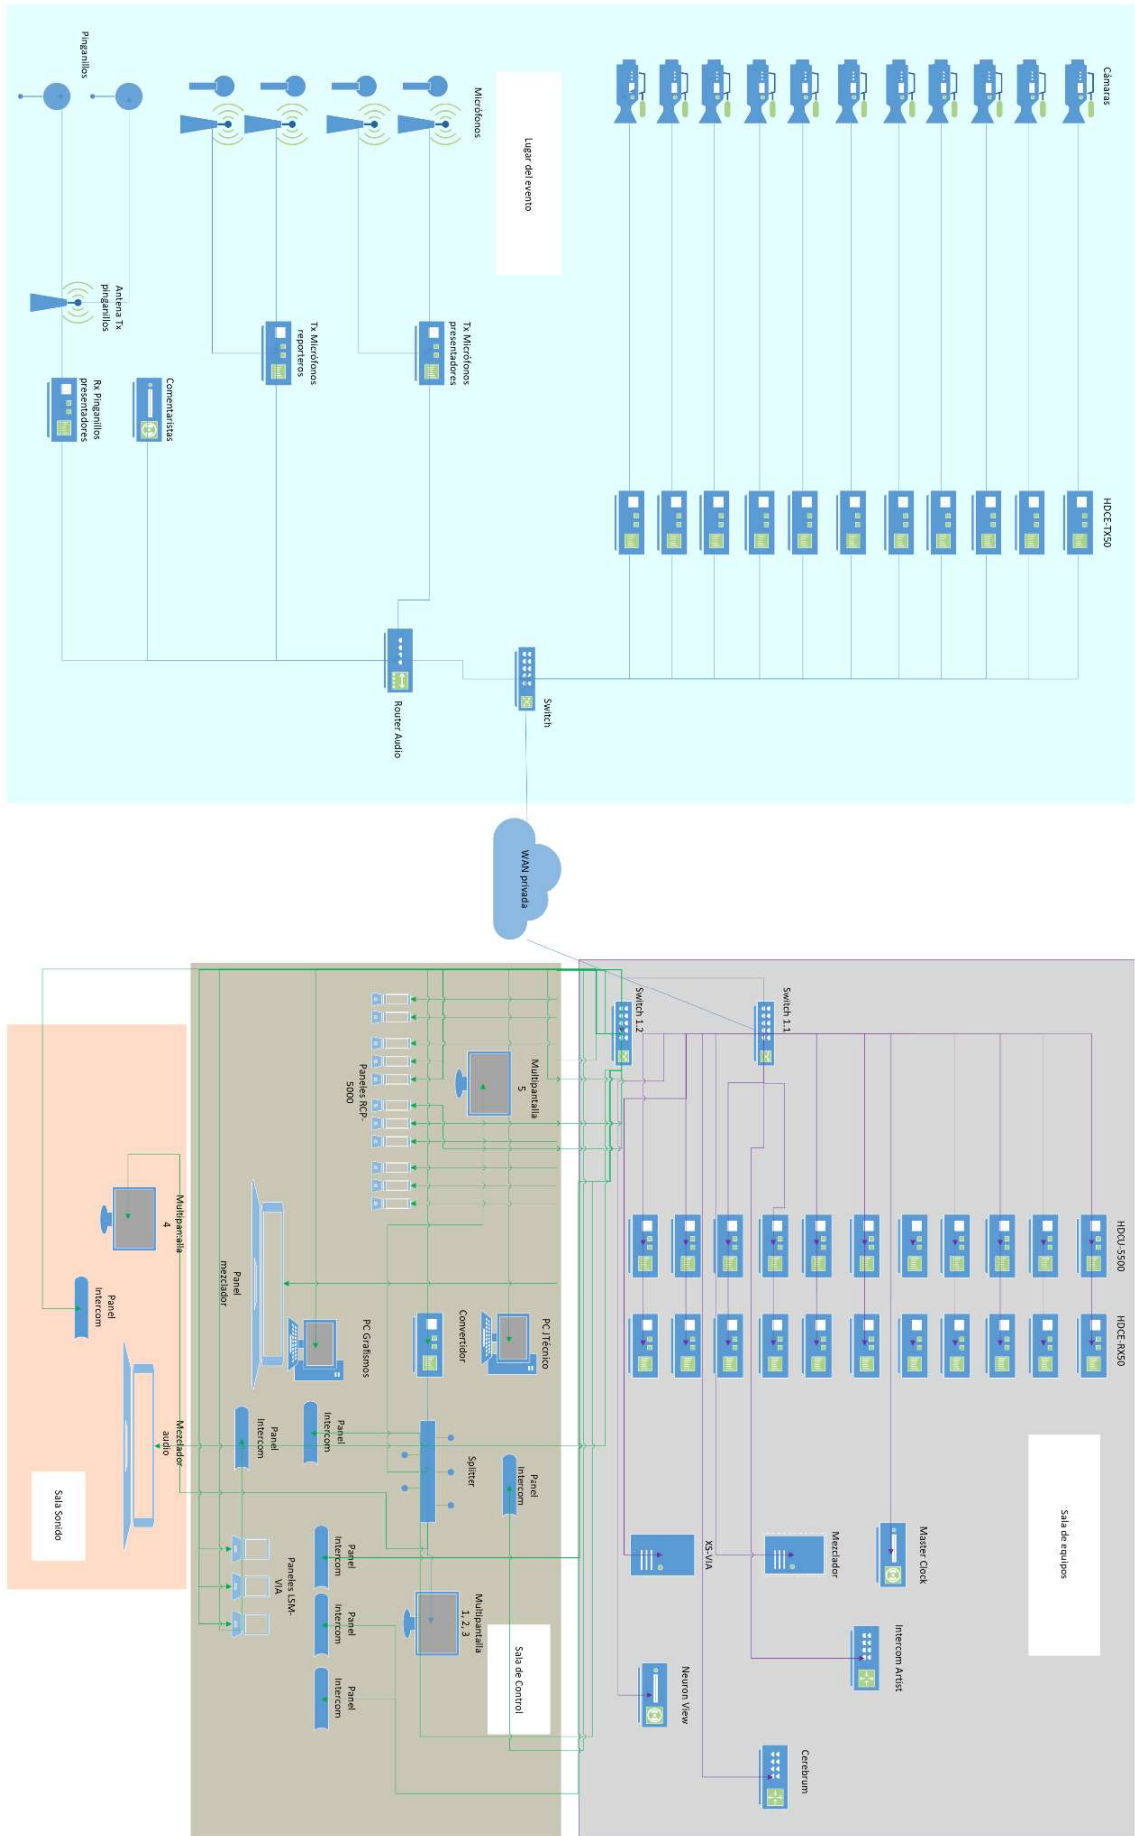 Pinganillos
Micrófonos
Cámaras
Lugar del evento
Antena Tx
pinganillos
Tx Micrófonos
reporteros
Tx Micrófonos
presentadores
Rx Pinganillos
presentadores
Comentaristas
HDCE-TX50
Router Audio
Switch
WAN privada
Switch 1.2
Switch 1.1
Paneles RCP-
5000
Multipantalla
5
Multipantalla
4
Panel
Intercom
Mezclador
audio
Sala Sonido
Panel
mezclador
PC Grafismos
Convertidor
PC JTécnico
Panel
Intercom
Panel
Intercom
Splitter
Panel
Intercom
Paneles LSM-
VIA
Panel
Intercom
Panel
Intercom
Panel
Intercom
Multipantalla
1, 2, 3
Sala de Control
HDCU-5500
HDCE-RX50
Sala de equipos
XS-VIA
Mezclador
Master Clock
Neuron View
Intercom Artist
Cerebrum